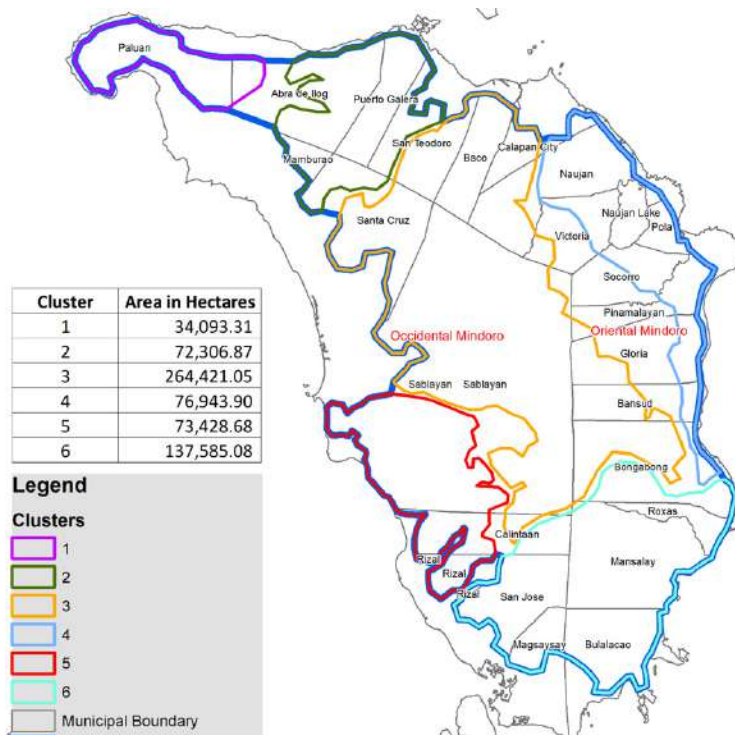 Paluan
Abra de Ilog
Puerto Galera
San Teodoro
Mamburao
Baco
Calapan City
Naujan
Santa Cruz
Naujan Lake
Pola
Victoria
Socorro
Pinamalayan
Occidental Mindoro
Oriental Mindoro
Gloria
Sablayan
Sablayan
Bansud
Bongabong
Roxas
Calintaan
Rizal
Rizal
Rizal
Mansalay
San Jose
Magsaysay
Bulalacao
Cluster Area in Hectares
1 34,093.31
2 72,306.87
3 264,421.05
4 76,943.90
5 73,428.68
6 137,585.08
Legend
Clusters
1
2
3
4
5
6
Municipal Boundary